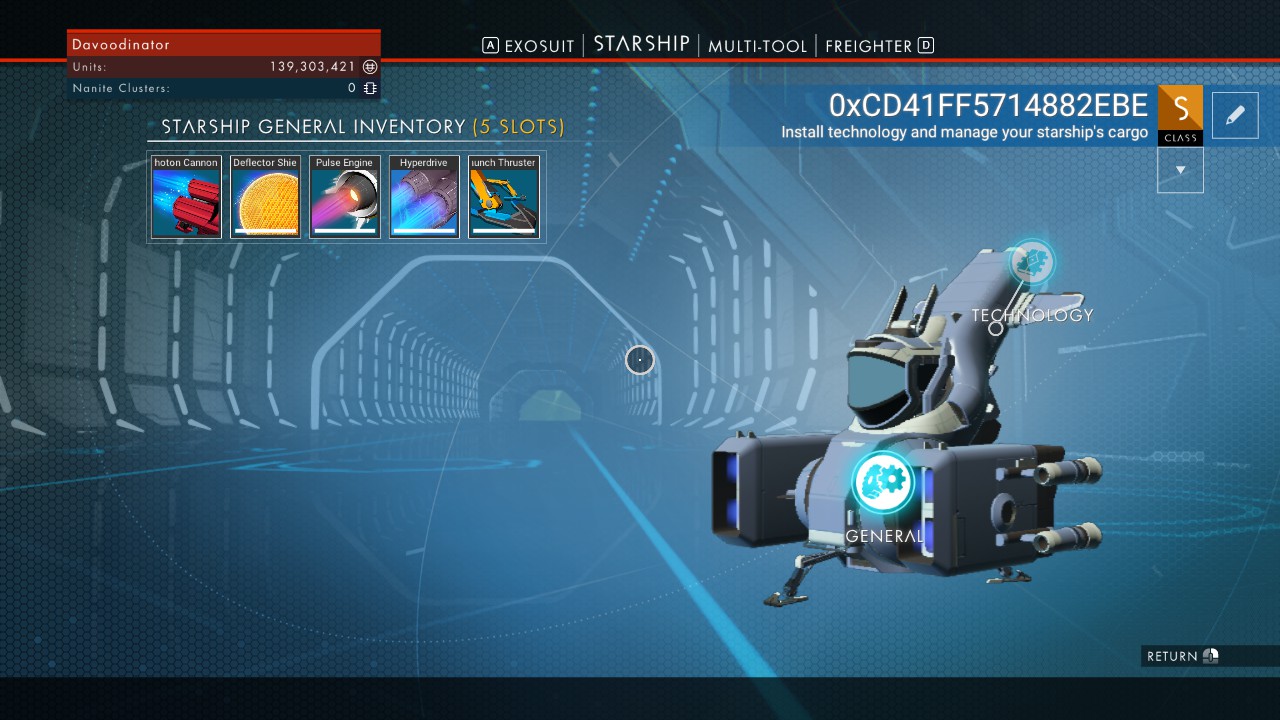 Davoodinator
Units: 139,303,421
Nanite Clusters: 0
A EXOSUIT STARSHIP MULTI-TOOL FREIGHTER D
0xCD41FF5714882EBE
Install technology and manage your starship's cargo
S
CLASS
STARSHIP GENERAL INVENTORY (5 SLOTS)
hoton Cannon Deflector Shie Pulse Engine Hyperdrive unch Thruster
TECHNOLOGY
GENERAL
RETURN